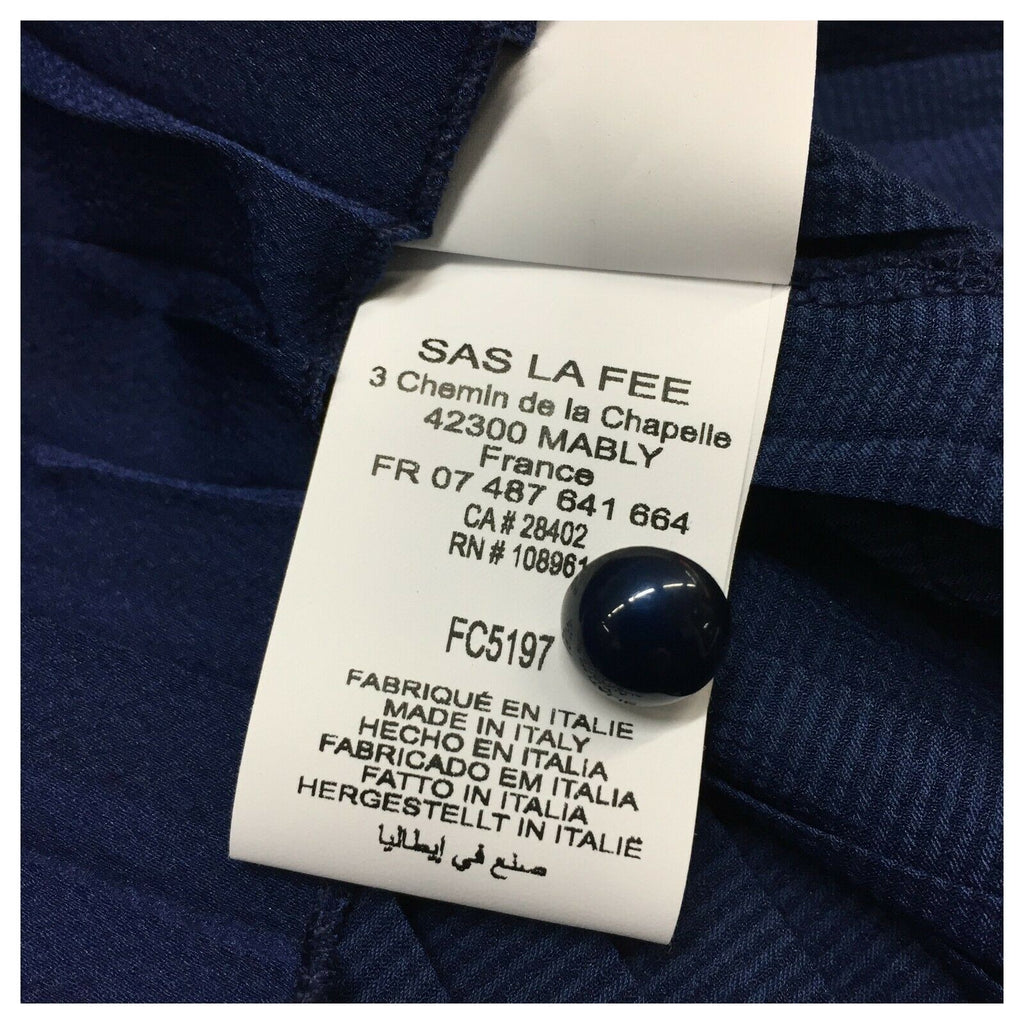 SAS LA FEE
3 Chemin de la Chapelle
42300 MABLY
France
FR 07 487 641 664
CA # 28402
RN # 108961
FC5197
FABRIQUÉ EN ITALIE
MADE IN ITALY
HECHO EN ITALIA
FABRICADO EM ITALIA
FATTO IN ITALIA
HERGESTELLT IN ITALIË
صنع في إيطاليا